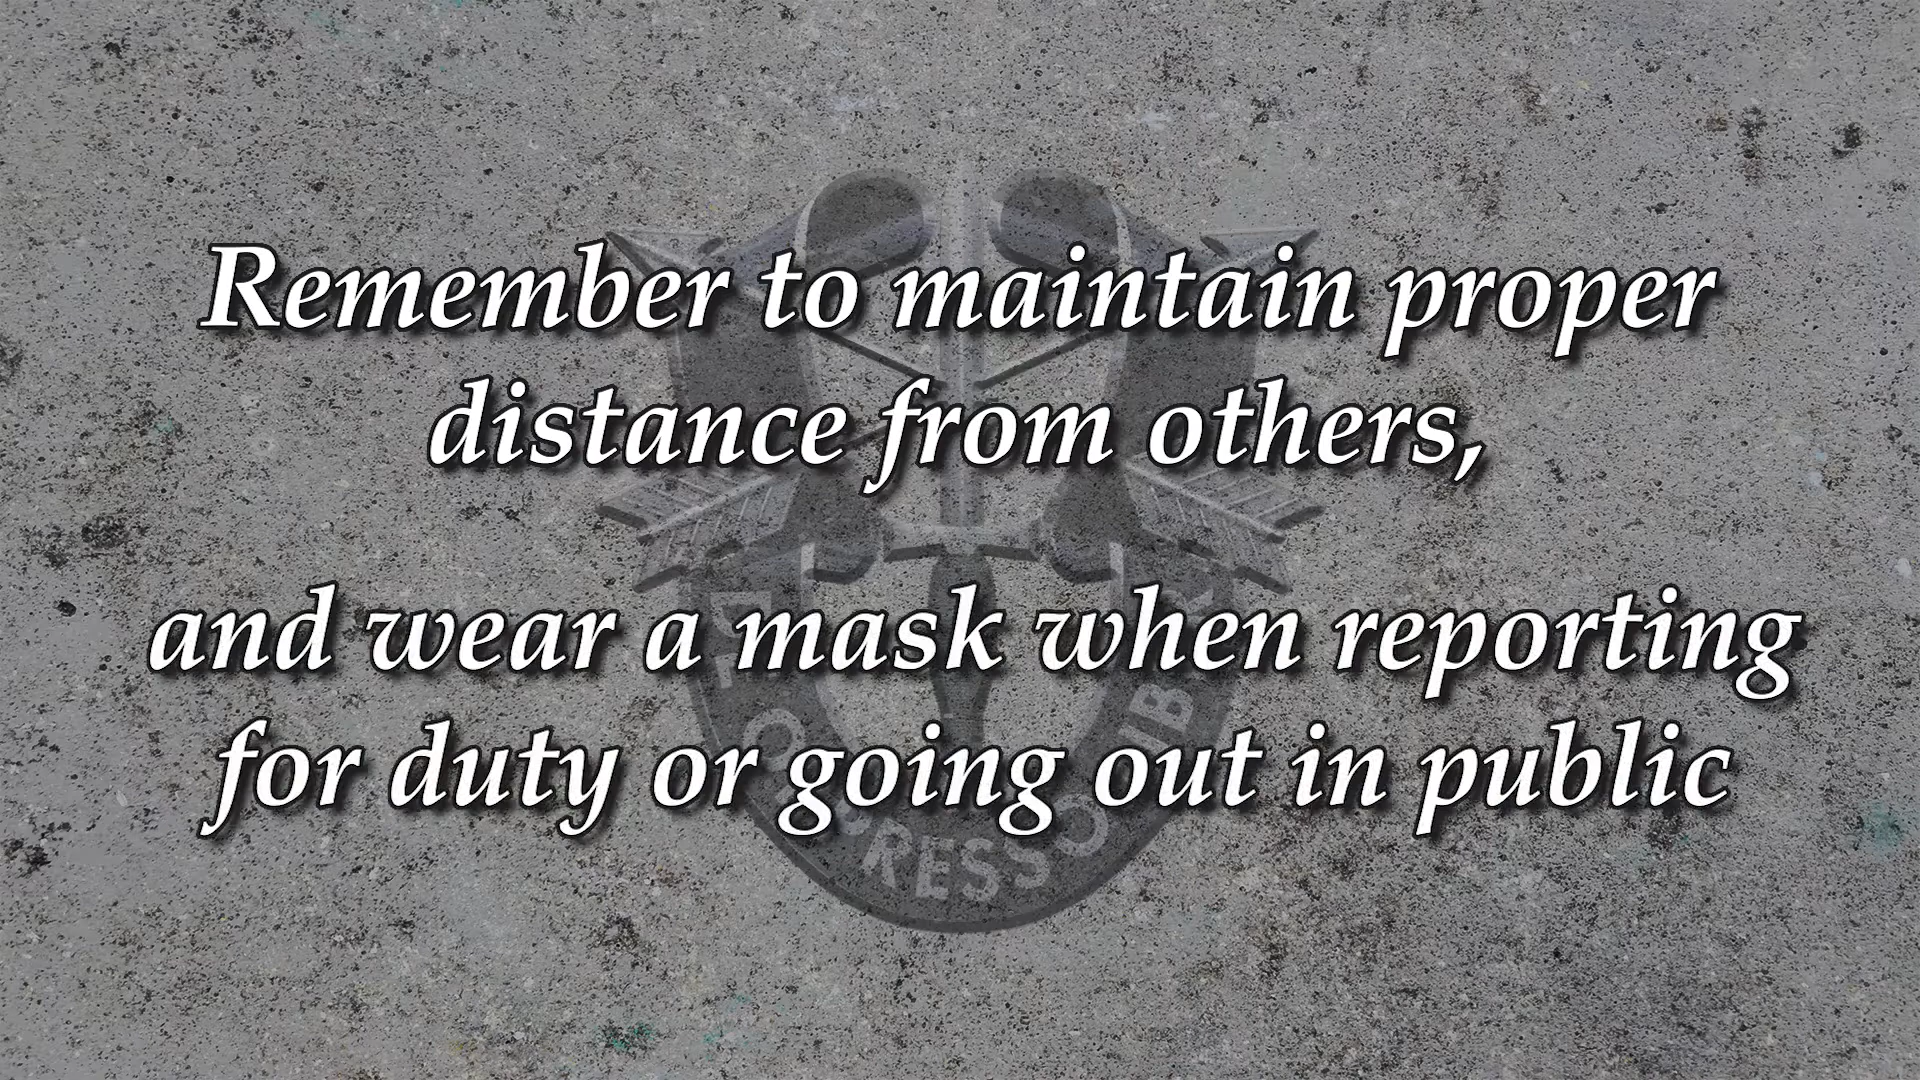 Remember to maintain proper
distance from others,
and wear a mask when reporting
for duty or going out in public